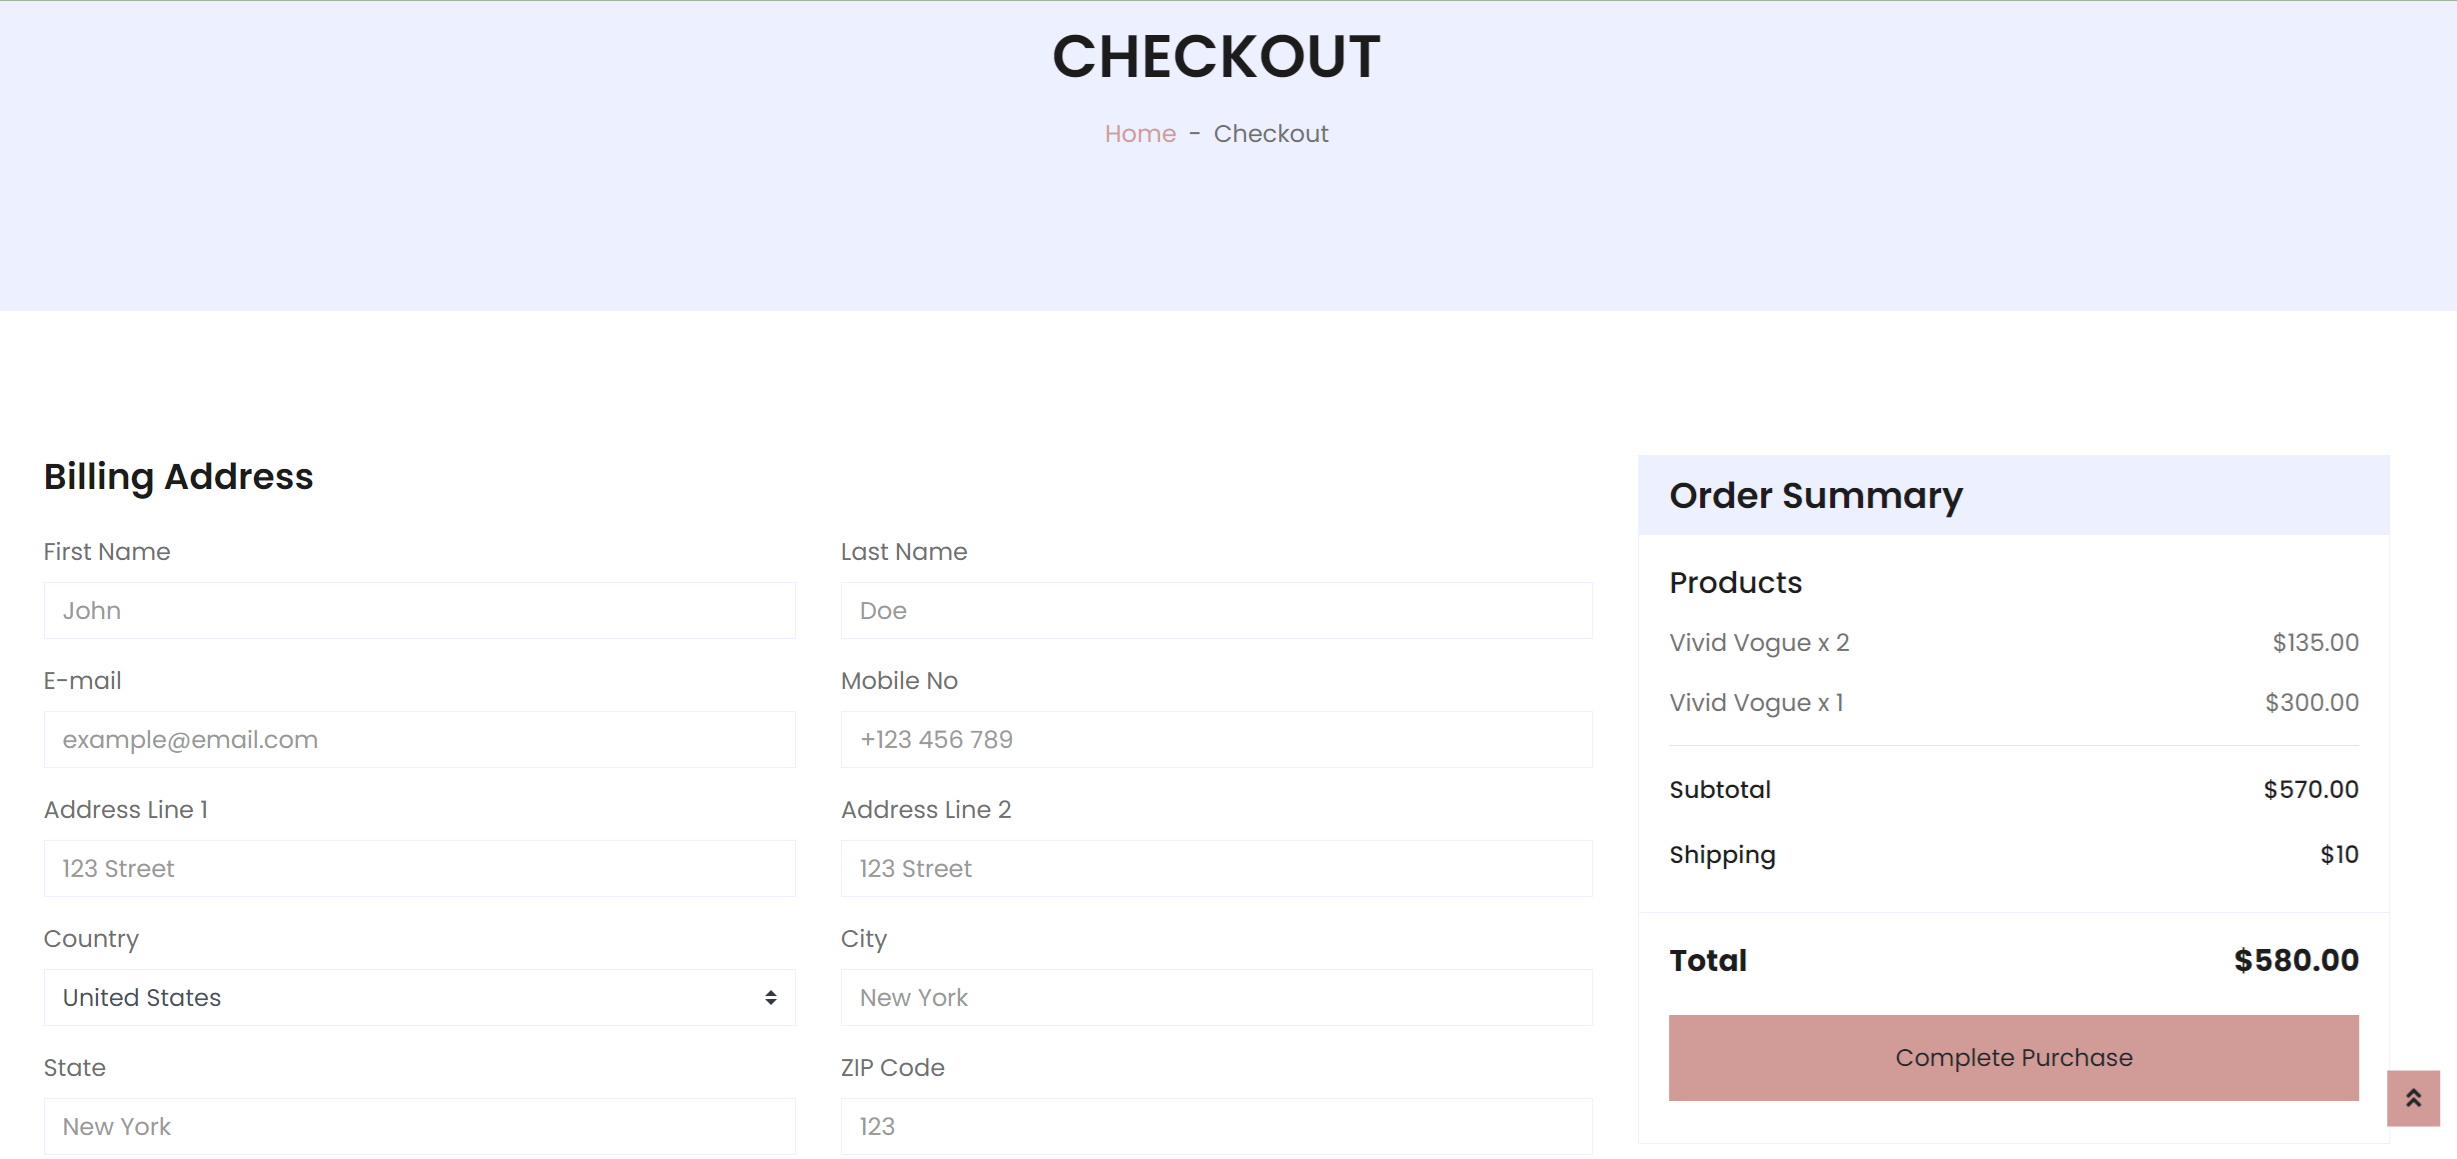 CHECKOUT
Home - Checkout
Billing Address
First Name
Last Name
John
Doe
E-mail
Mobile No
example@email.com
+123 456 789
Address Line 1
Address Line 2
123 Street
123 Street
Country
City
United States
New York
State
ZIP Code
New York
123
Order Summary
Products
Vivid Vogue x 2 $135.00
Vivid Vogue x 1 $300.00
Subtotal $570.00
Shipping $10
Total $580.00
Complete Purchase